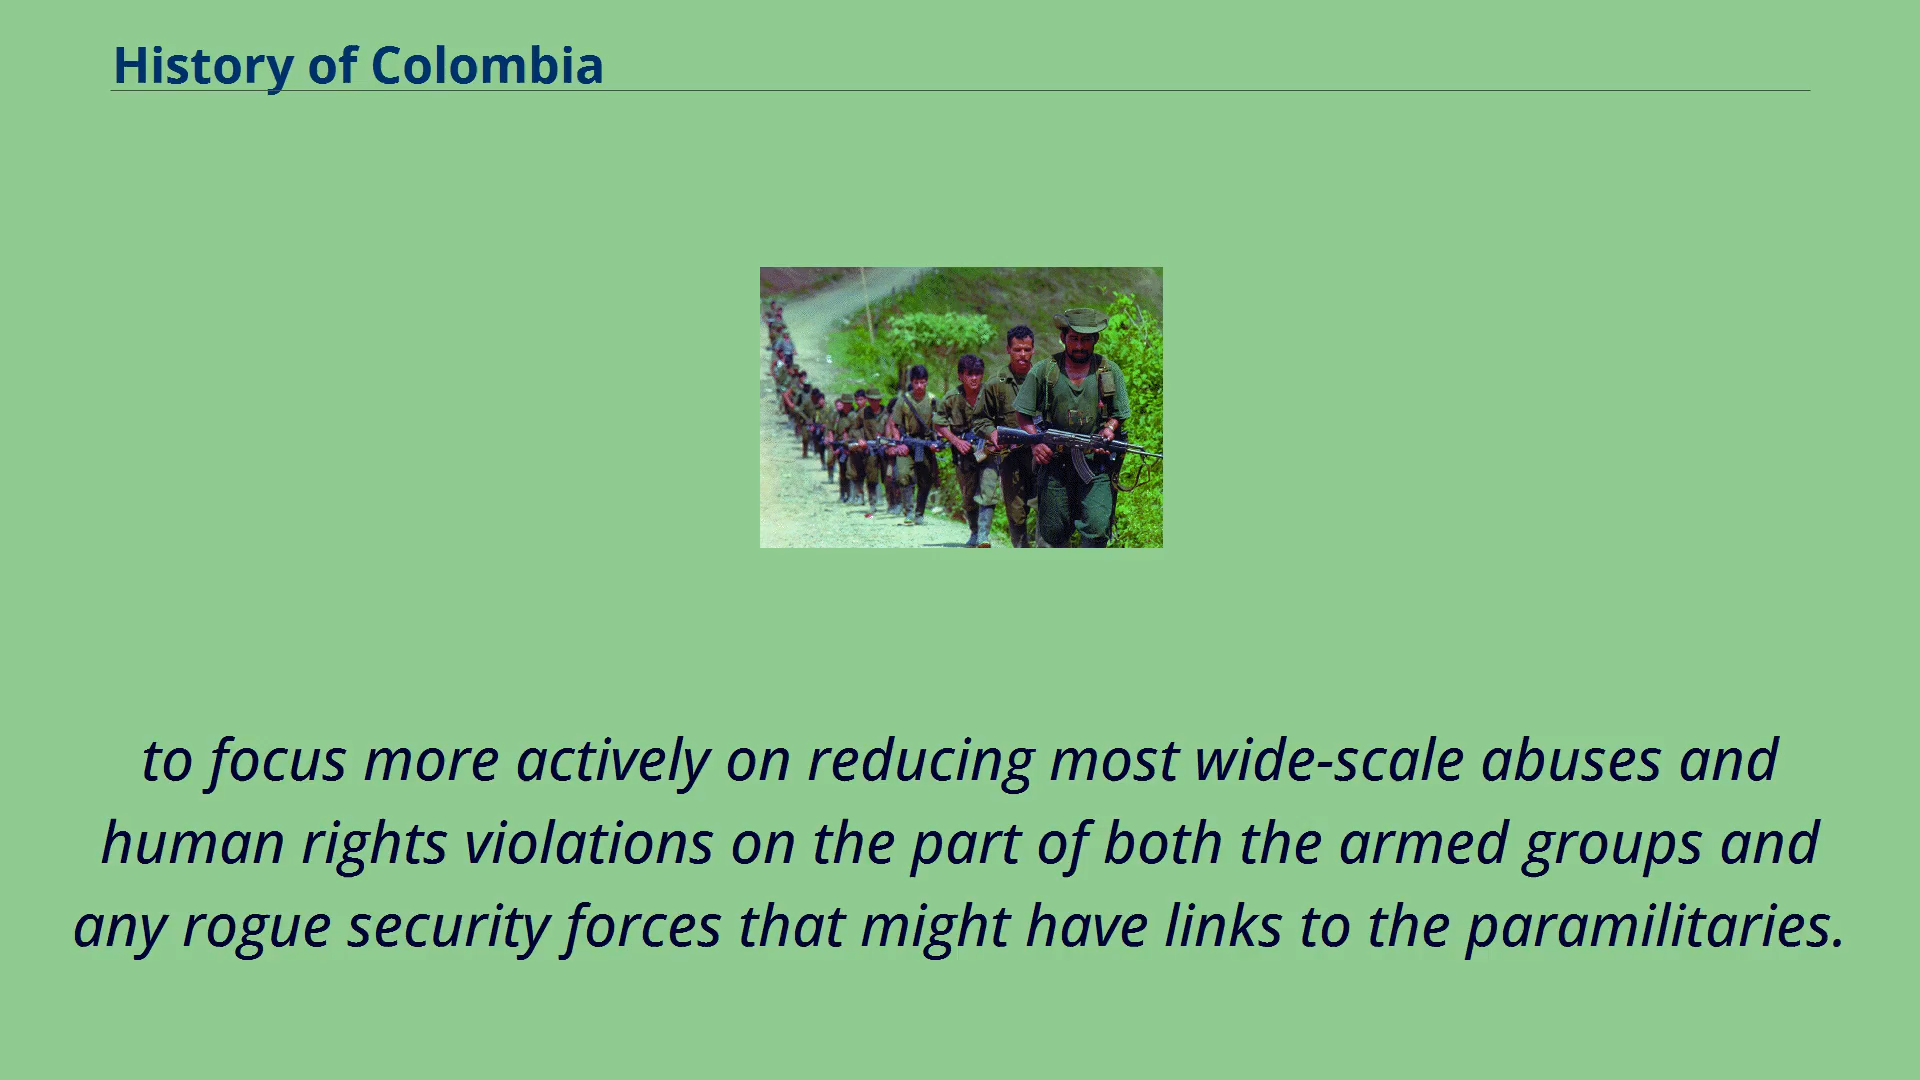 History of Colombia
to focus more actively on reducing most wide-scale abuses and
human rights violations on the part of both the armed groups and
any rogue security forces that might have links to the paramilitaries.